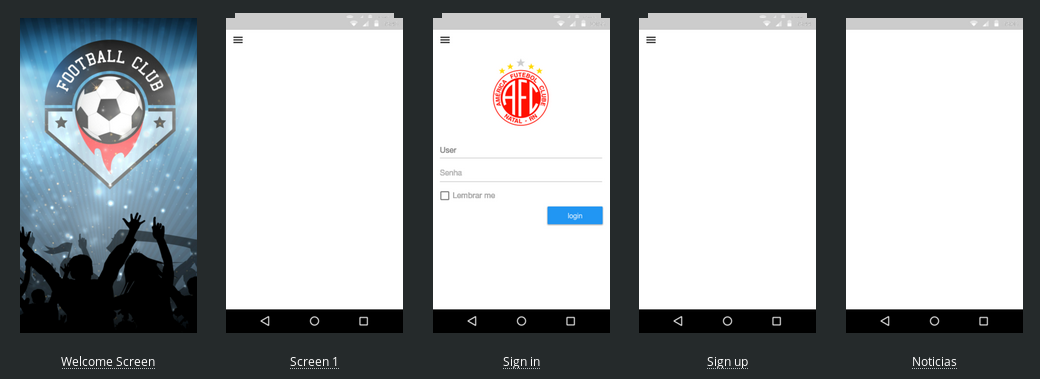 FOOTBALL CLUB
AMÉRICA FUTEBOL CLUBE
AFC
NATAL - RN
User
Senha
Lembrar me
login
Welcome Screen
Screen 1
Sign in
Sign up
Noticias